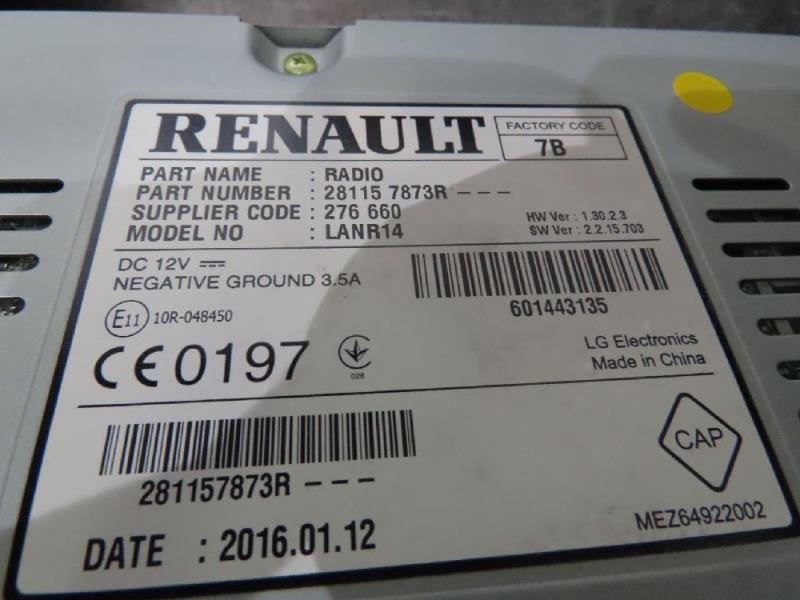 RENAULT
FACTORY CODE
7B
PART NAME : RADIO
PART NUMBER : 28115 7873R - - -
SUPPLIER CODE : 276 660
MODEL NO : LANR14
HW Ver : 1.30.2.3
SW Ver : 2.2.15.703
DC 12V
NEGATIVE GROUND 3.5A
601443135
E11 10R-048450
LG Electronics
Made in China
CE0197
028
281157873R - - -
CAP
MEZ64922002
DATE : 2016.01.12